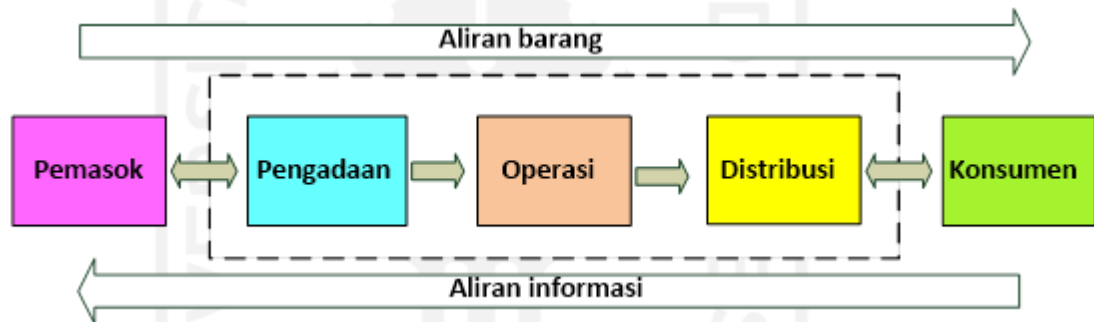 Aliran barang
Pemasok
Pengadaan
Operasi
Distribusi
Konsumen
Aliran informasi